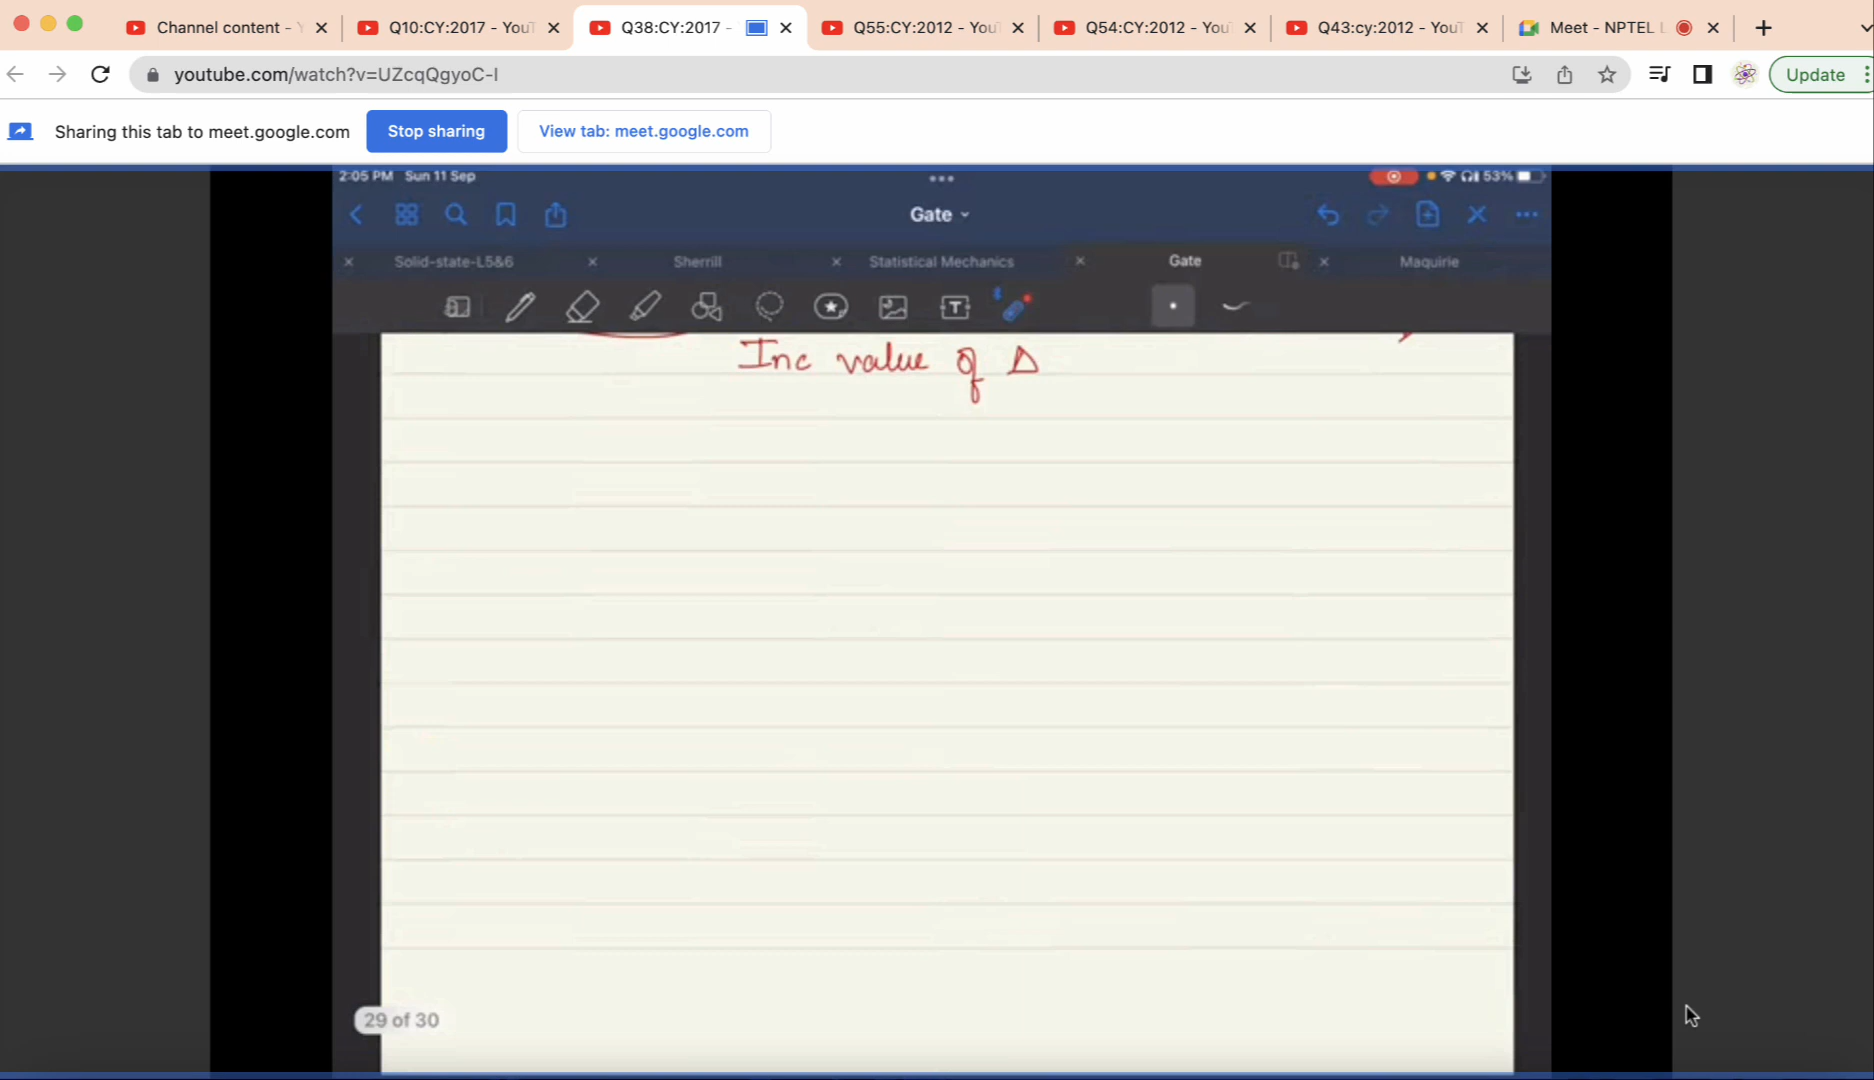 Channel content - Y
Q10:CY:2017 - YouT
Q38:CY:2017 -
Q55:CY:2012 - YouT
Q54:CY:2012 - YouT
Q43:cy:2012 - YouT
Meet - NPTEL L
youtube.com/watch?v=UZcqQgyoC-I
Update
Sharing this tab to meet.google.com
Stop sharing
View tab: meet.google.com
2:05 PM Sun 11 Sep
53%
Gate
Solid-state-L5&6
Sherrill
Statistical Mechanics
Gate
Maquirie
Inc value of Δ
29 of 30